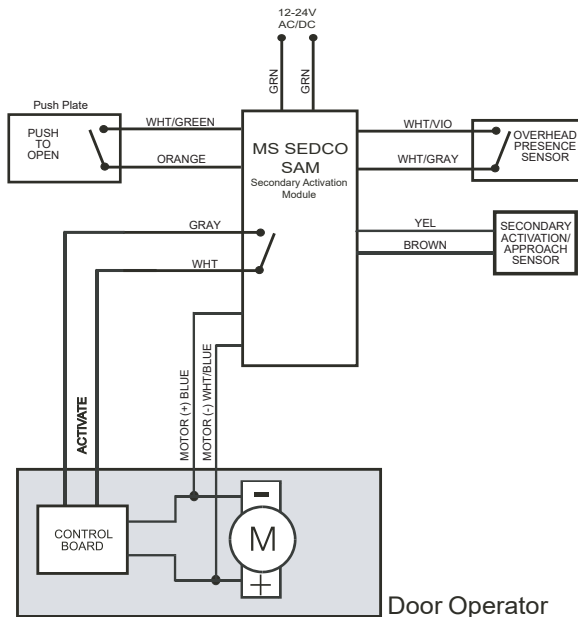 12-24V
AC/DC
GRN
GRN
Push Plate
PUSH
TO
OPEN
WHT/GREEN
ORANGE
MS SEDCO
SAM
Secondary Activation
Module
WHT/VIO
WHT/GRAY
OVERHEAD
PRESENCE
SENSOR
GRAY
WHT
YEL
BROWN
SECONDARY
ACTIVATION/
APPROACH
SENSOR
ACTIVATE
MOTOR (+) BLUE
MOTOR (-) WHT/BLUE
CONTROL
BOARD
-
M
+
Door Operator